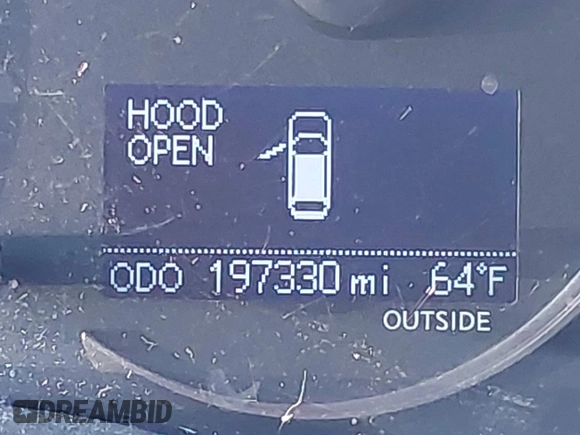 HOOD
OPEN
ODO 197330 mi 64°F
OUTSIDE
DREAMBID